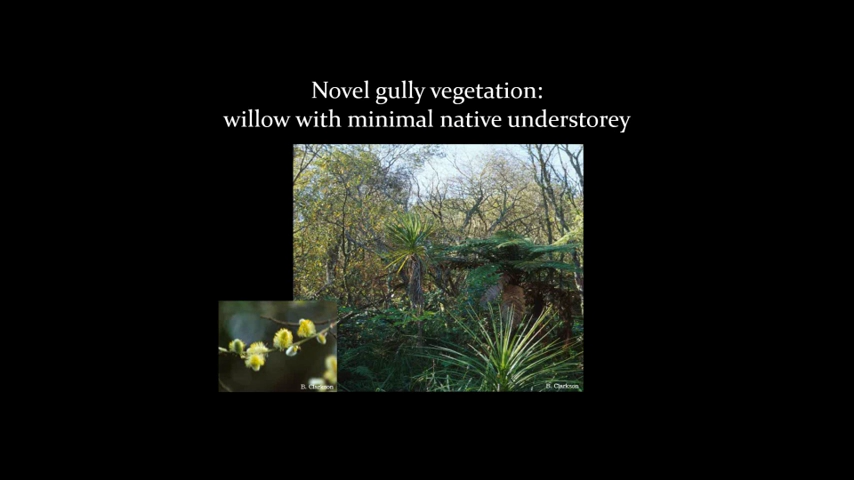 Novel gully vegetation:
willow with minimal native understorey
B. Clarkson
B. Clarkson